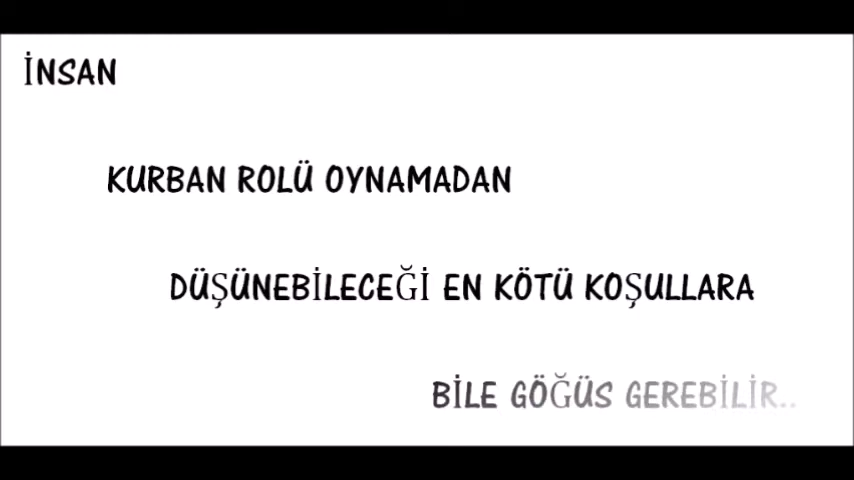 İNSAN
KURBAN ROLÜ OYNAMADAN
DÜŞÜNEBİLECEĞİ EN KÖTÜ KOŞULLARA
BİLE GÖĞÜS GEREBİLİR..